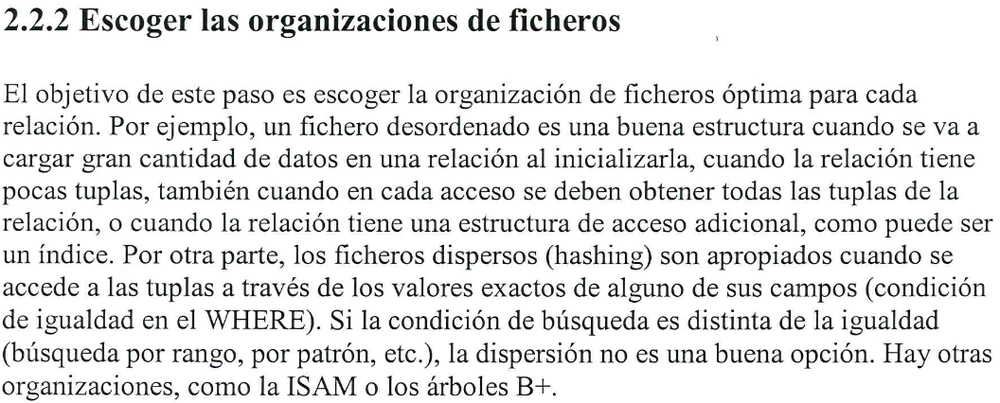 2.2.2 Escoger las organizaciones de ficheros
El objetivo de este paso es escoger la organización de ficheros óptima para cada
relación. Por ejemplo, un fichero desordenado es una buena estructura cuando se va a
cargar gran cantidad de datos en una relación al inicializarla, cuando la relación tiene
pocas tuplas, también cuando en cada acceso se deben obtener todas las tuplas de la
relación, o cuando la relación tiene una estructura de acceso adicional, como puede ser
un índice. Por otra parte, los ficheros dispersos (hashing) son apropiados cuando se
accede a las tuplas a través de los valores exactos de alguno de sus campos (condición
de igualdad en el WHERE). Si la condición de búsqueda es distinta de la igualdad
(búsqueda por rango, por patrón, etc.), la dispersión no es una buena opción. Hay otras
organizaciones, como la ISAM o los árboles B+.